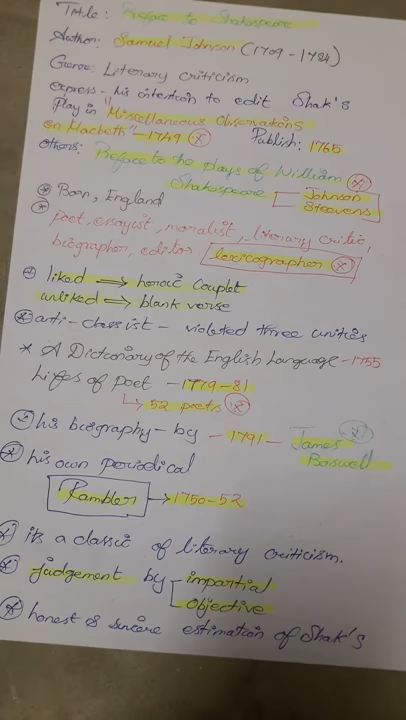 Title: Preface to Shakespeare
Author: Samuel Johnson (1709 - 1784)
Genre: Literary criticism
express - his intention to edit Shak's
play in "Miscellaneous Observations
on Macbeth" - 1749 Publish: 1765
Others: Preface to the plays of William
Shakespeare Johnson
Steevens
Born, England
poet, essayist, moralist, literary critic,
biographer, editor lexicographer
liked ⟹ horoic couplet
unliked ⟹ blank verse
anti-classist - violated three unities
* A Dictionary of the English Language - 1755
Lifes of poet - 1779-81
↳ 52 poets
his biography - by - 1791 - James
Boswell
his own periodical
Rambler → 1750-52
its a classic of literary criticism.
judgement by impartial
objective
honest & sincere estimation of Shak's